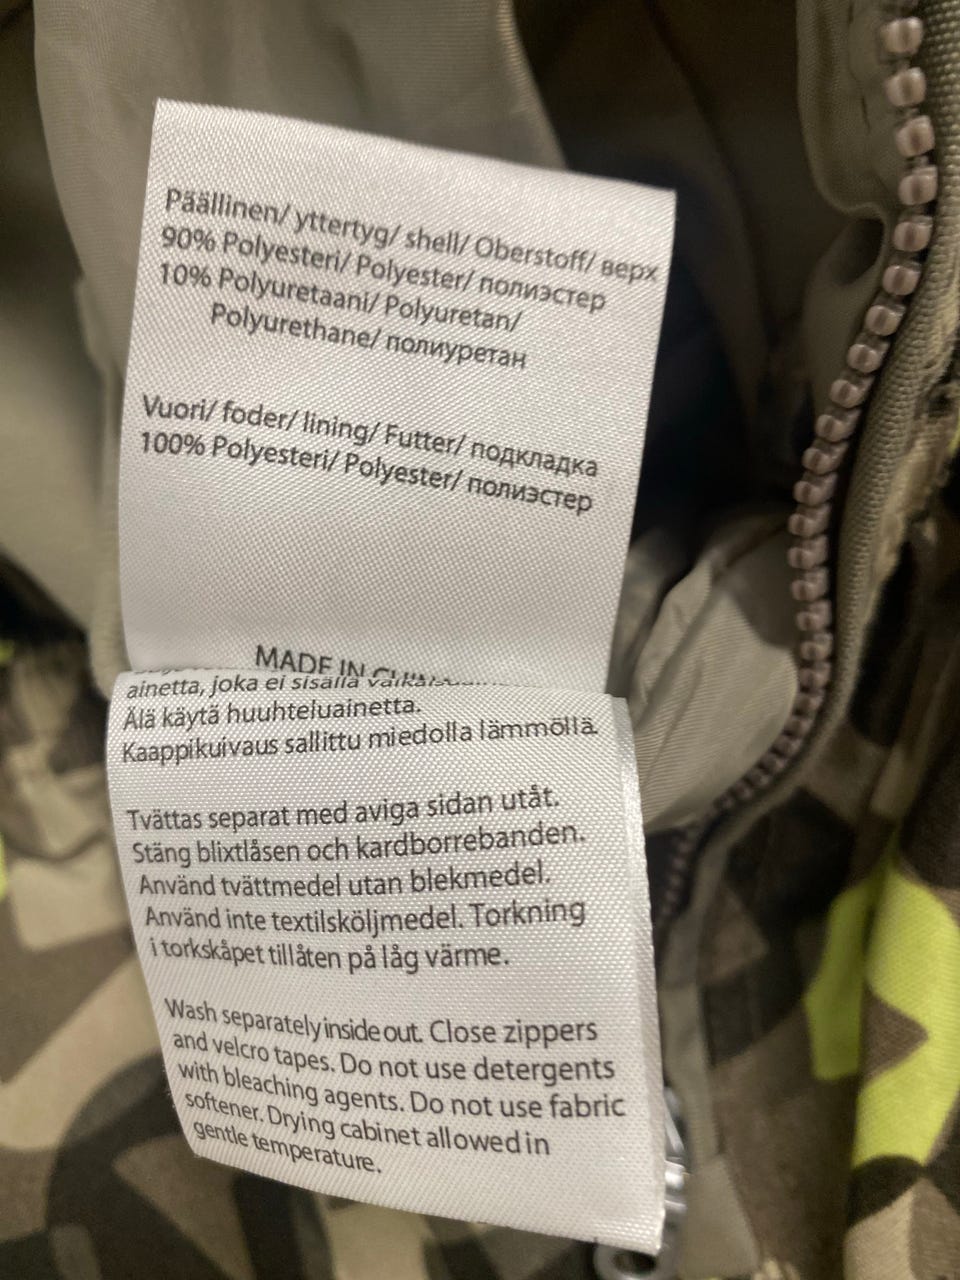 Päällinen/ yttertyg/ shell/ Oberstoff/ верх
90% Polyesteri/ Polyester/ полиэстер
10% Polyuretaani/ Polyuretan/
Polyurethane/ полиуретан
Vuori/ foder/ lining/ Futter/ подкладка
100% Polyesteri/ Polyester/ полиэстер
MADE IN
ainetta, joka ei sisällä
Älä käytä huuhteluainetta.
Kaappikuivaus sallittu miedolla lämmöllä.
Tvättas separat med aviga sidan utåt.
Stäng blixtlåsen och kardborrebanden.
Använd tvättmedel utan blekmedel.
Använd inte textilsköljmedel. Torkning
i torkskåpet tillåten på låg värme.
Wash separately inside out. Close zippers
and velcro tapes. Do not use detergents
with bleaching agents. Do not use fabric
softener. Drying cabinet allowed in
gentle temperature.